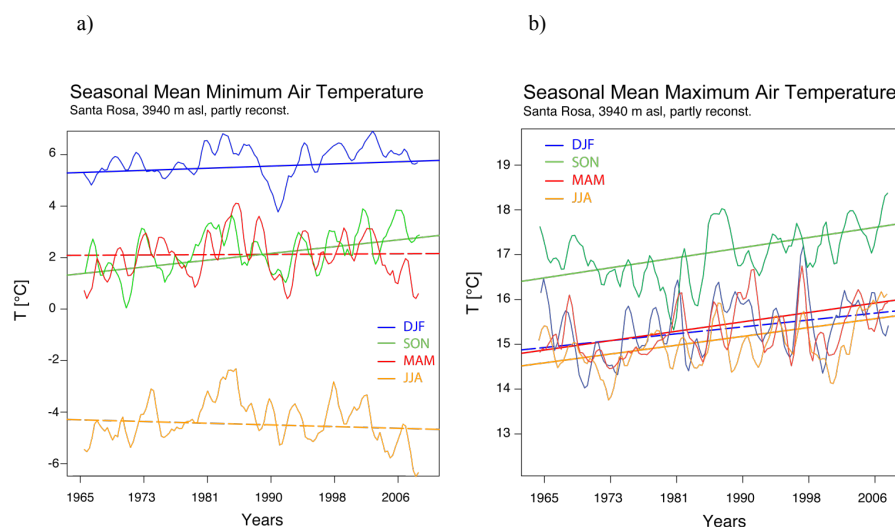 a)
b)
Seasonal Mean Minimum Air Temperature
Santa Rosa, 3940 m asl, partly reconst.
T [°C]
6
4
2
0
-2
-4
-6
DJF
SON
MAM
JJA
1965 1973 1981 1990 1998 2006
Years
Seasonal Mean Maximum Air Temperature
Santa Rosa, 3940 m asl, partly reconst.
T [°C]
19
18
17
16
15
14
13
DJF
SON
MAM
JJA
1965 1973 1981 1990 1998 2006
Years